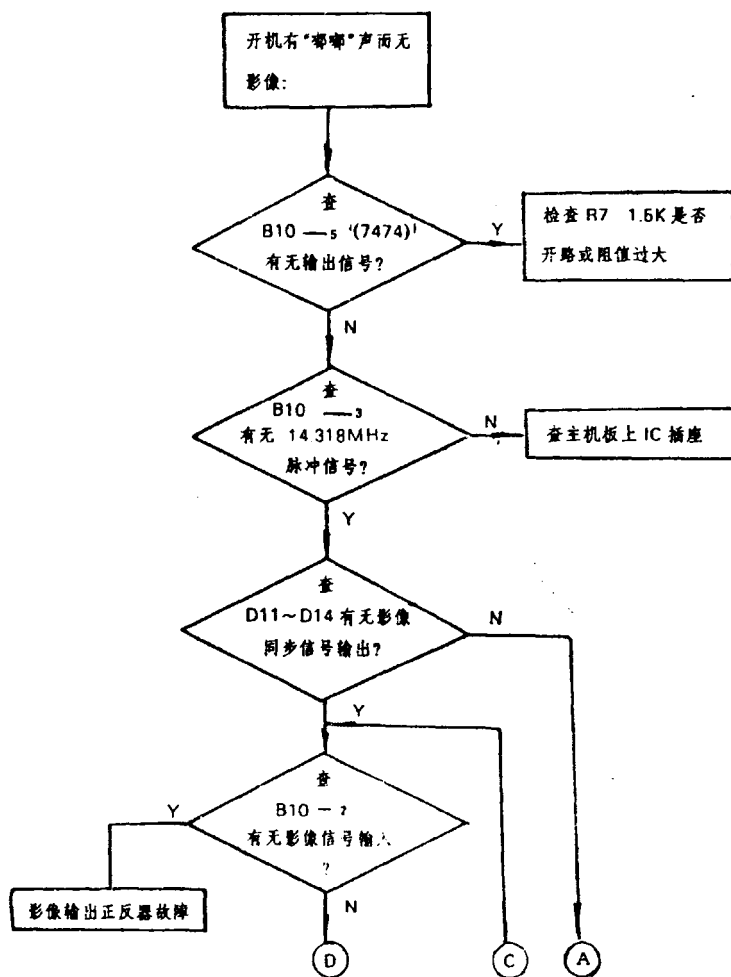 开机有"嘟嘟"声而无
影像:
查
B10 —5 '(7474)'
有无输出信号?
Y
检查 R7 1.5K 是否
开路或阻值过大
N
查
B10 —3
有无 14.318MHz
脉冲信号?
N
查主机板上 IC 插座
Y
查
D11~D14 有无影像
同步信号输出?
N
Y
查
B10 — 2
有无影像信号输入
?
Y
影像输出正反器故障
N
D
C
A